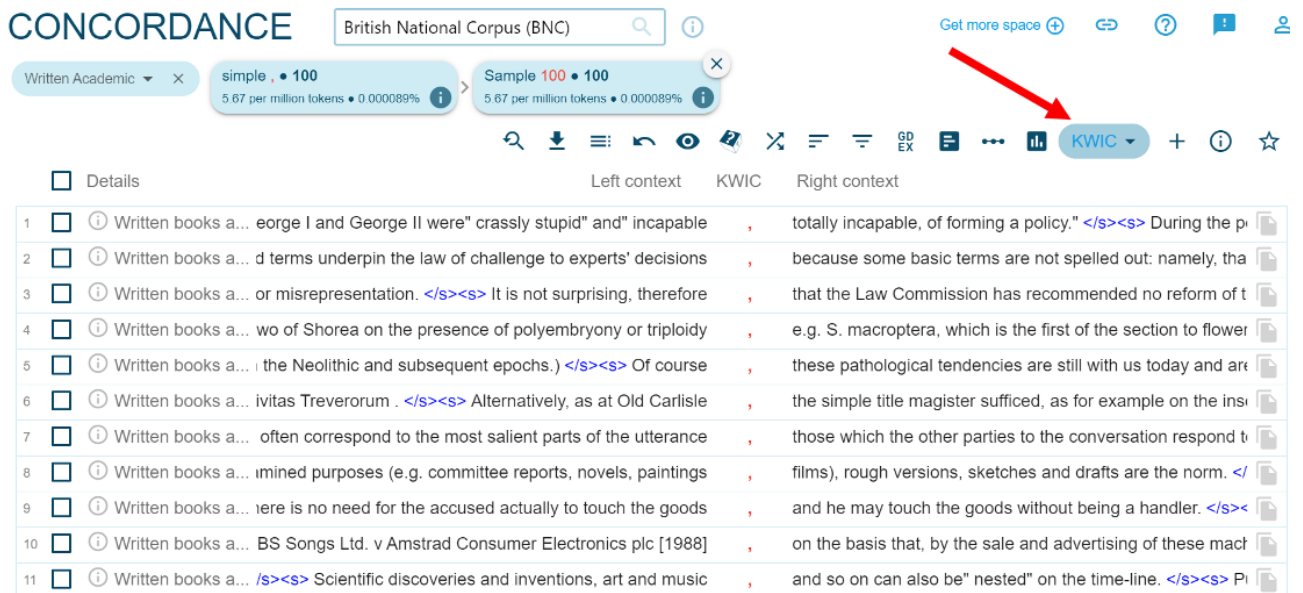 CONCORDANCE British National Corpus (BNC) Get more space
Written Academic simple , • 100 Sample 100 • 100
5.67 per million tokens • 0.000089% 5.67 per million tokens • 0.000089%
GD EX KWIC
Details Left context KWIC Right context
1 Written books a... eorge I and George II were" crassly stupid" and" incapable , totally incapable, of forming a policy." </s><s> During the
2 Written books a... d terms underpin the law of challenge to experts' decisions , because some basic terms are not spelled out: namely, tha
3 Written books a... or misrepresentation. </s><s> It is not surprising, therefore , that the Law Commission has recommended no reform of t
4 Written books a... wo of Shorea on the presence of polyembryony or triploidy , e.g. S. macroptera, which is the first of the section to flower
5 Written books a... the Neolithic and subsequent epochs.) </s><s> Of course , these pathological tendencies are still with us today and are
6 Written books a... ivitas Treverorum . </s><s> Alternatively, as at Old Carlisle , the simple title magister sufficed, as for example on the
7 Written books a... often correspond to the most salient parts of the utterance , those which the other parties to the conversation respond
8 Written books a... mined purposes (e.g. committee reports, novels, paintings , films), rough versions, sketches and drafts are the norm. </
9 Written books a... here is no need for the accused actually to touch the goods , and he may touch the goods without being a handler. </s><
10 Written books a... BS Songs Ltd. v Amstrad Consumer Electronics plc [1988] , on the basis that, by the sale and advertising of these mach
11 Written books a... /s><s> Scientific discoveries and inventions, art and music , and so on can also be" nested" on the time-line. </s><s>